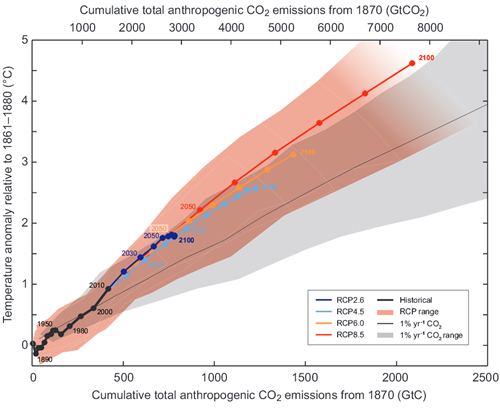 Cumulative total anthropogenic CO2 emissions from 1870 (GtCO2)
1000 2000 3000 4000 5000 6000 7000 8000
Temperature anomaly relative to 1861–1880 (°C)
5
4
3
2
1
0
2100
2050
2100
2050
2050
2100
2030
2010
2000
1950
1980
1890
RCP2.6
RCP4.5
RCP6.0
RCP8.5
Historical
RCP range
1% yr⁻¹ CO2
1% yr⁻¹ CO2 range
0 500 1000 1500 2000 2500
Cumulative total anthropogenic CO2 emissions from 1870 (GtC)